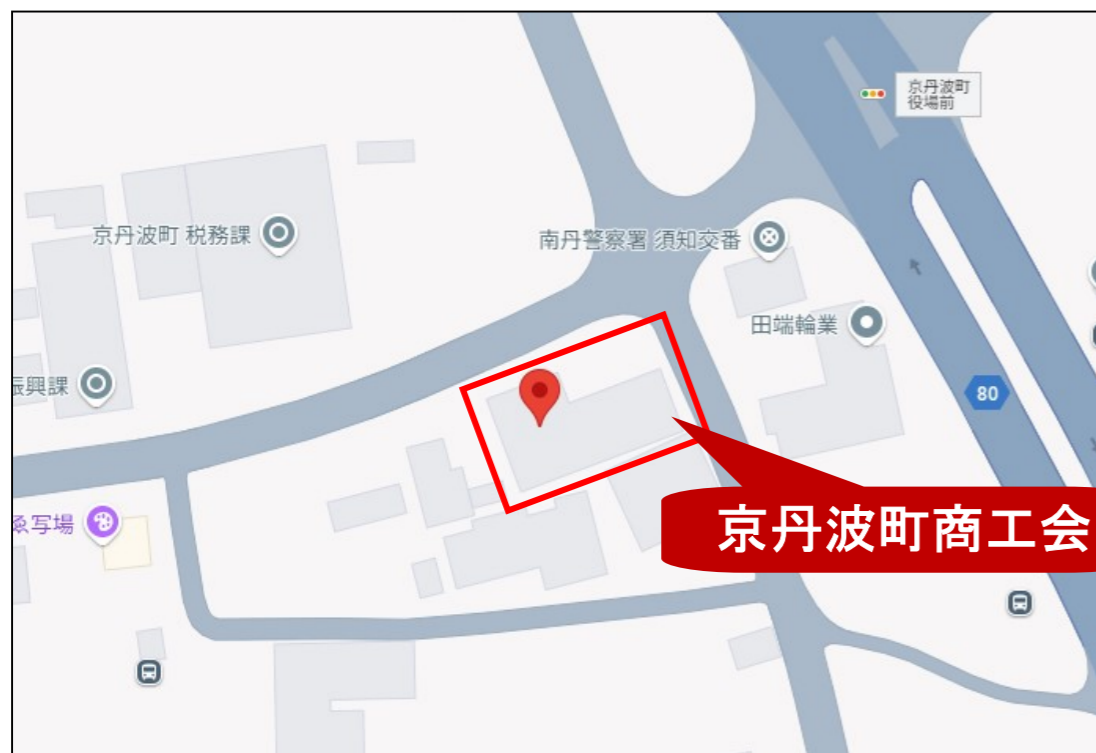 京丹波町
役場前
京丹波町 税務課
南丹警察署 須知交番
田端輪業
振興課
80
写場
京丹波町商工会